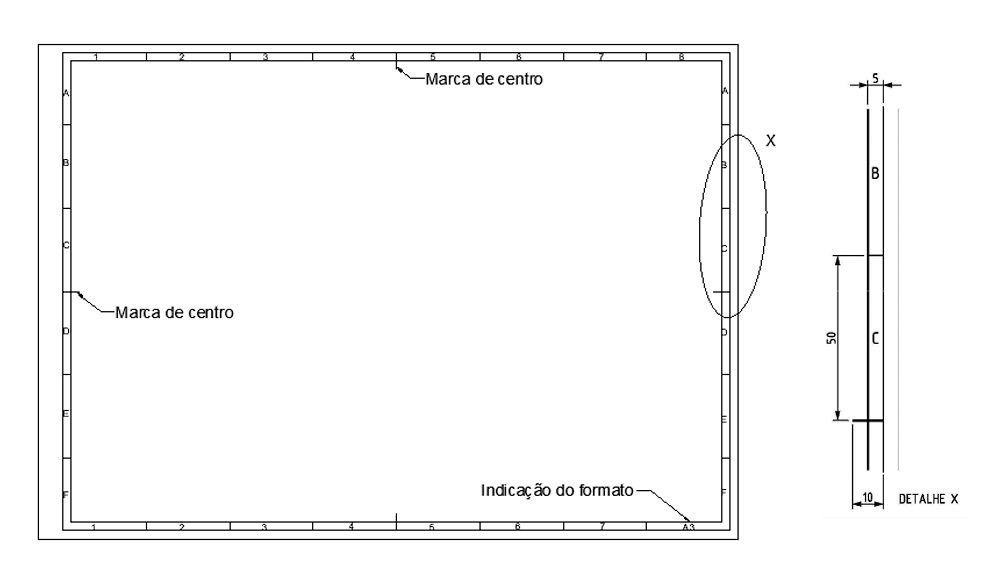 1 2 3 4 5 6 7 8
Marca de centro
A A
B B
X
C C
Marca de centro
D D
E E
Indicação do formato
F F
1 2 3 4 5 6 7 A3
5
B
50
C
10
DETALHE X